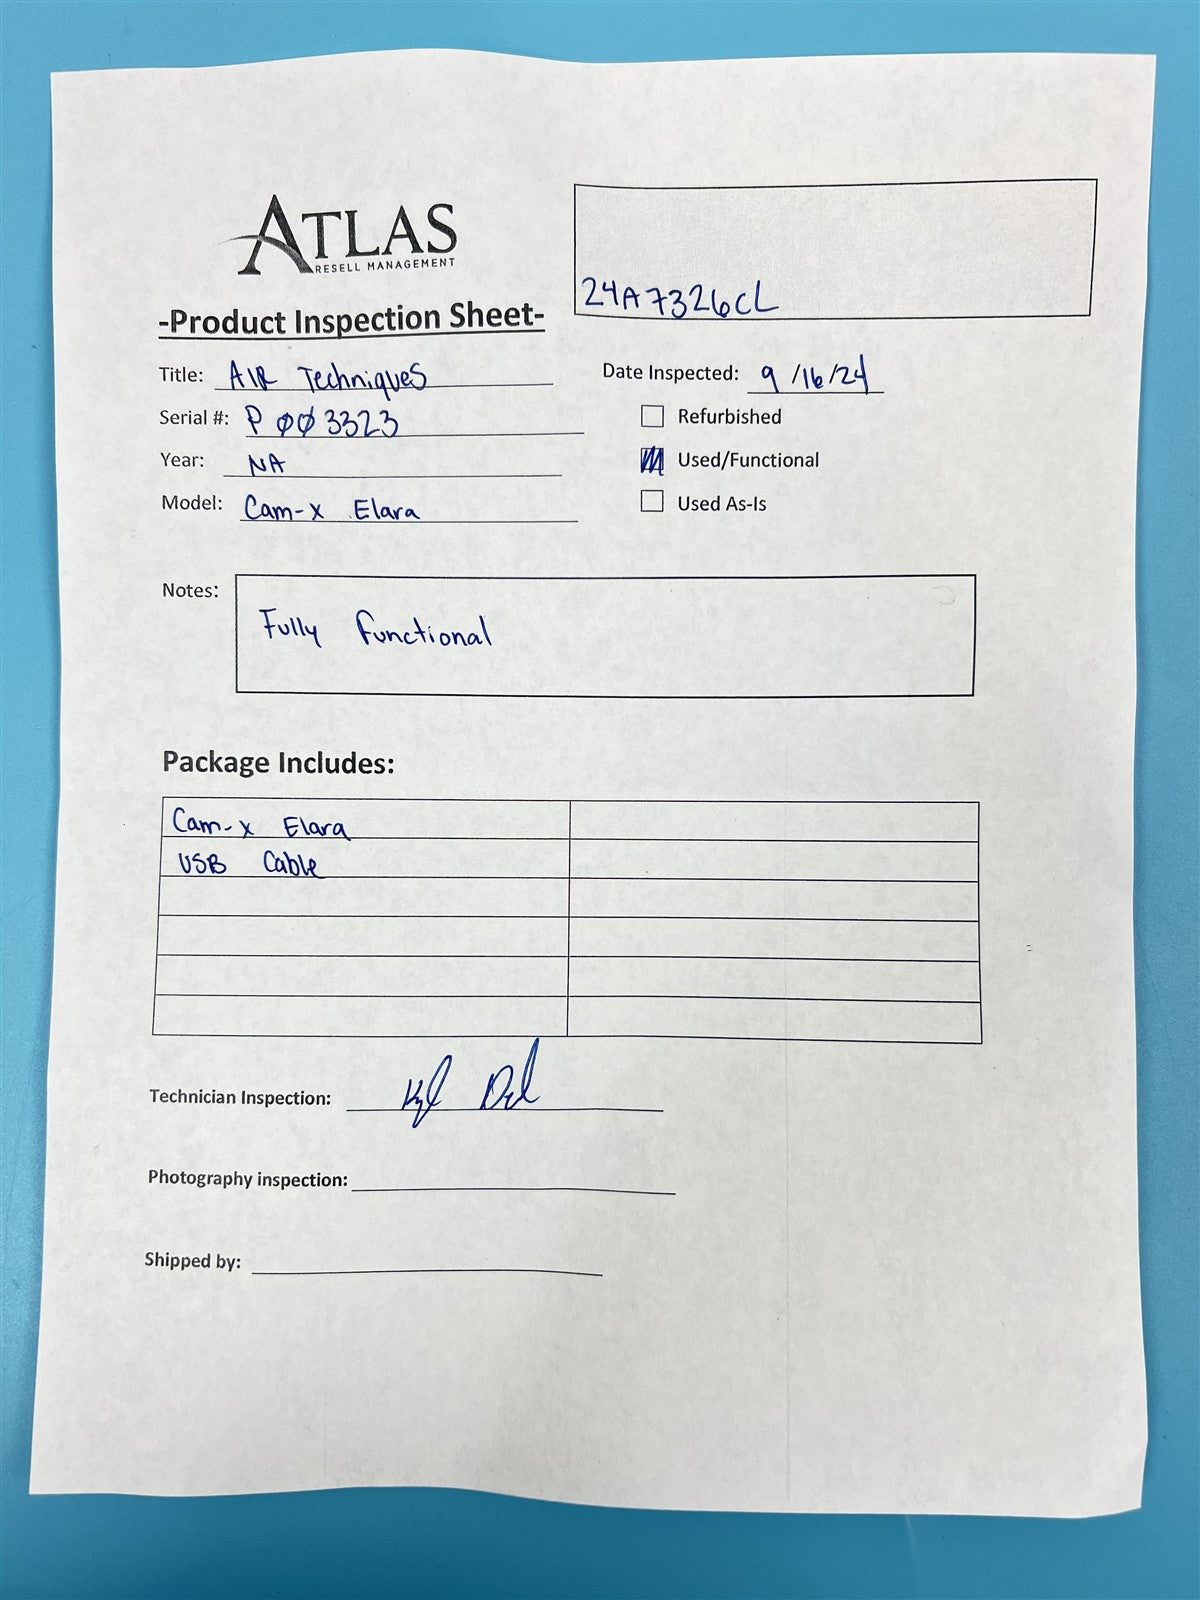 ATLAS
RESELL MANAGEMENT
24A7326CL
-Product Inspection Sheet-
Title: AIR Techniques
Date Inspected: 9/16/24
Serial #: P ØØ3323
Refurbished
Year: NA
Used/Functional
Model: Cam-x Elara
Used As-Is
Notes:
Fully Functional
Package Includes:
Cam-x Elara
USB Cable
Technician Inspection:
Photography inspection:
Shipped by: